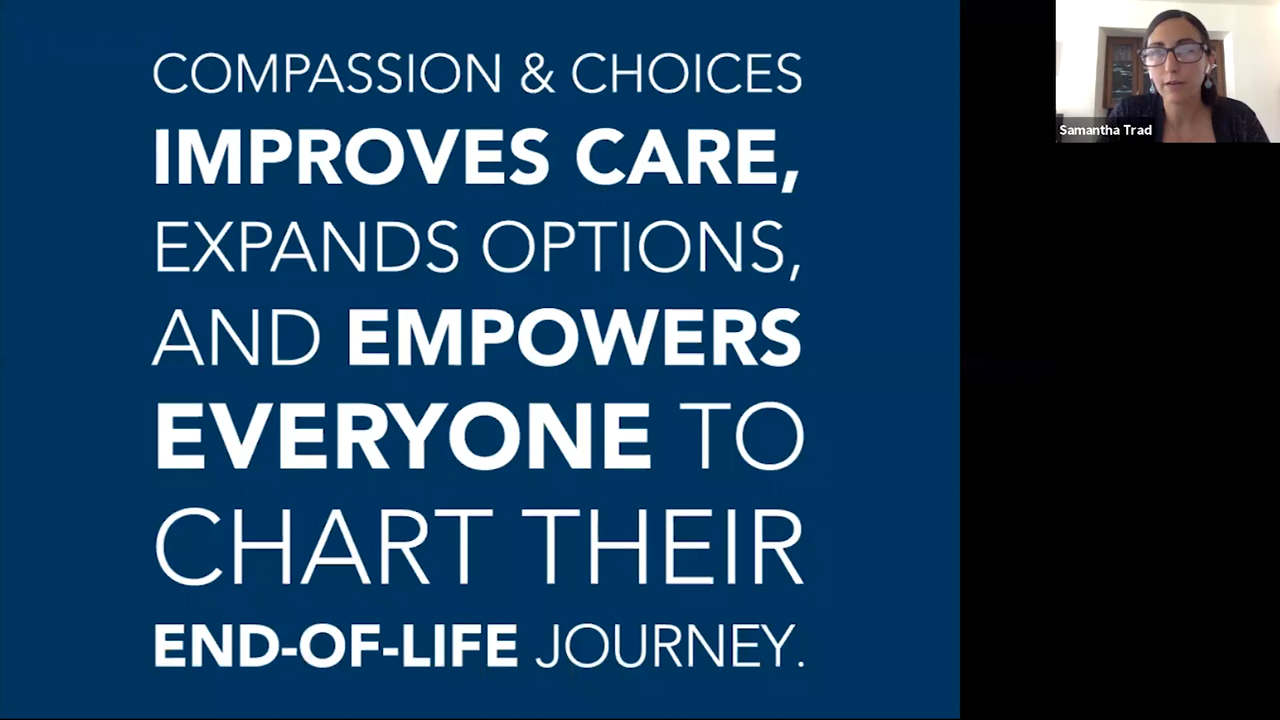 COMPASSION & CHOICES
IMPROVES CARE,
EXPANDS OPTIONS,
AND EMPOWERS
EVERYONE TO
CHART THEIR
END-OF-LIFE JOURNEY.
Samantha Trad